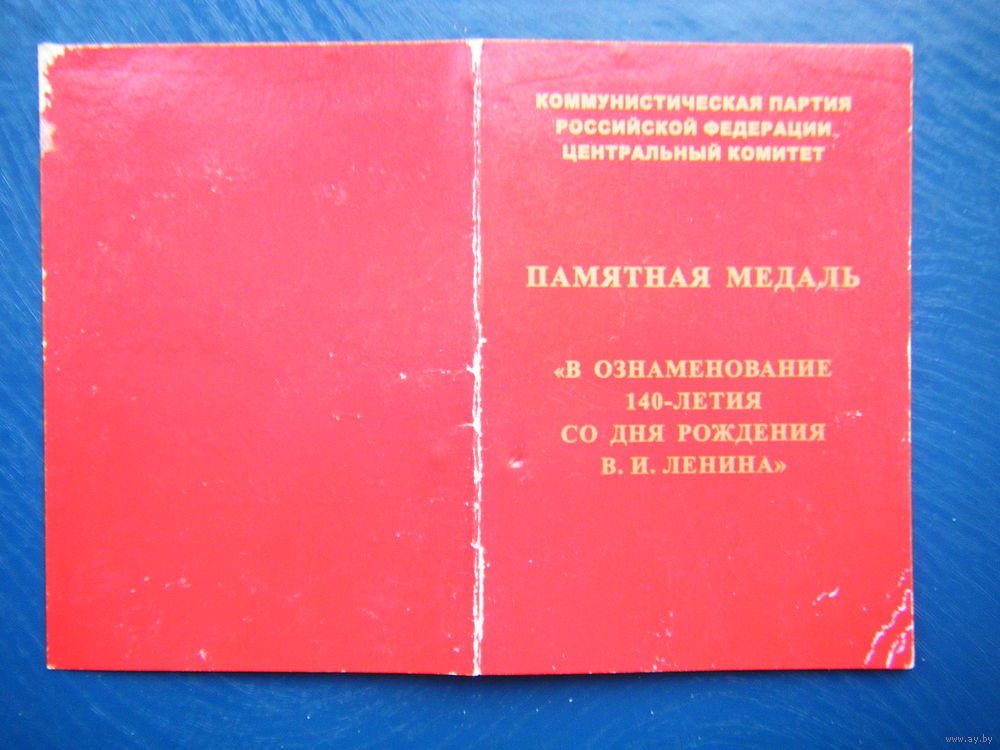 КОММУНИСТИЧЕСКАЯ ПАРТИЯ
РОССИЙСКОЙ ФЕДЕРАЦИИ
ЦЕНТРАЛЬНЫЙ КОМИТЕТ
ПАМЯТНАЯ МЕДАЛЬ
«В ОЗНАМЕНОВАНИЕ
140-ЛЕТИЯ
СО ДНЯ РОЖДЕНИЯ
В. И. ЛЕНИНА»
www.ay.by